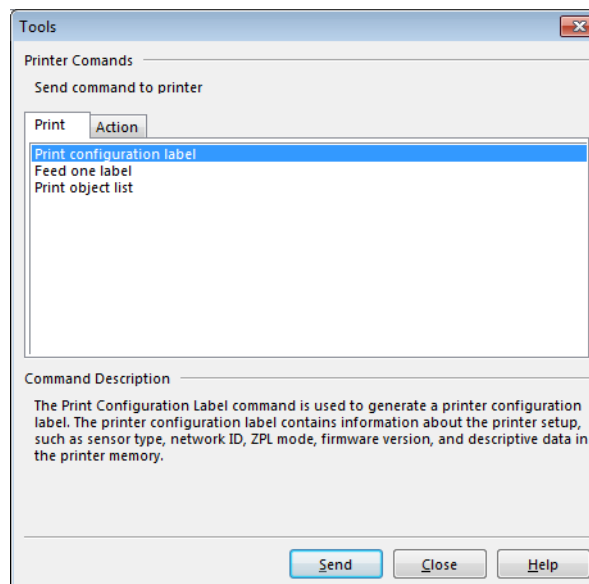 Tools
Printer Comands
Send command to printer
Print
Action
Print configuration label
Feed one label
Print object list
Command Description
The Print Configuration Label command is used to generate a printer configuration
label. The printer configuration label contains information about the printer setup,
such as sensor type, network ID, ZPL mode, firmware version, and descriptive data in
the printer memory.
Send
Close
Help